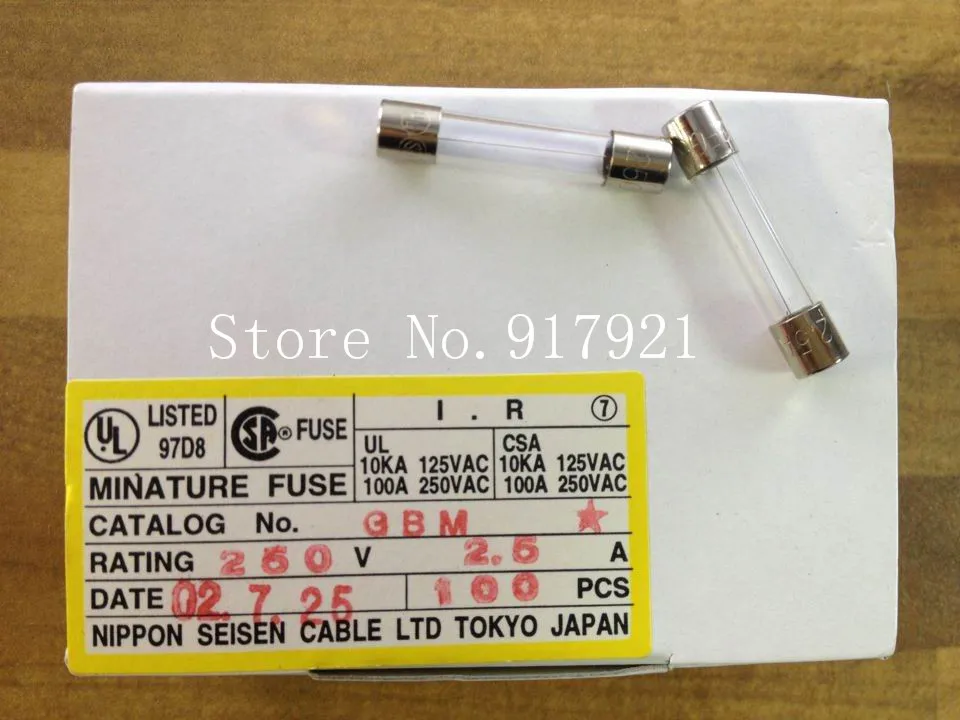 Store No.917921
UL LISTED 97D8
CSA ® FUSE
I . R ⑦
UL
10KA 125VAC
100A 250VAC
CSA
10KA 125VAC
100A 250VAC
MINATURE FUSE
CATALOG No. GBM ★
RATING 250 V 2.5 A
DATE 02.7.25 100 PCS
NIPPON SEISEN CABLE LTD TOKYO JAPAN